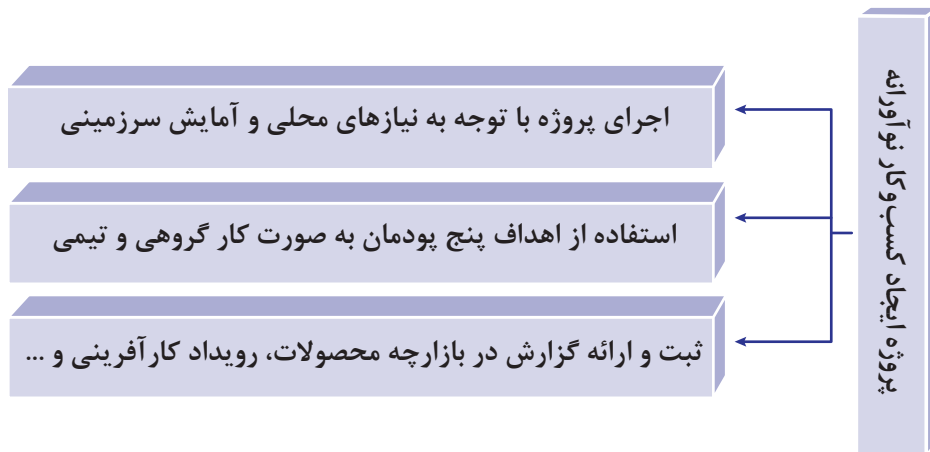 پروژه ایجاد کسب‌وکار نوآورانه
اجرای پروژه با توجه به نیازهای محلی و آمایش سرزمینی
استفاده از اهداف پنج پودمان به صورت کار گروهی و تیمی
ثبت و ارائه گزارش در بازارچه محصولات، رویداد کارآفرینی و ...